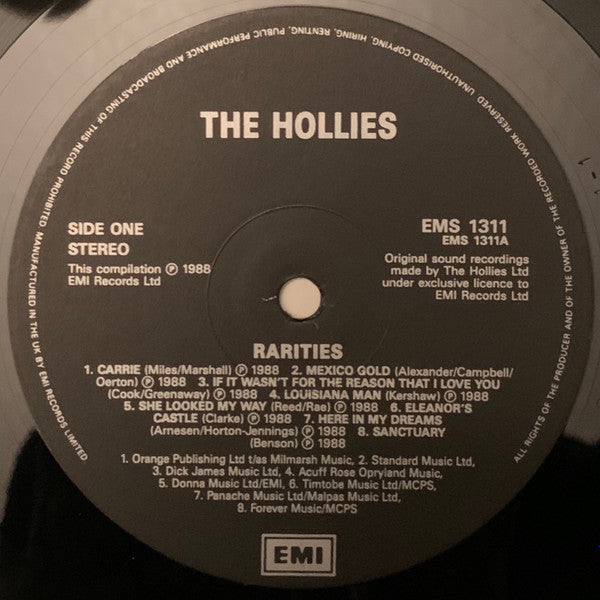 UNAUTHORISED COPYING, HIRING, RENTING, PUBLIC PERFORMANCE AND BROADCASTING OF THIS RECORD PROHIBITED. MANUFACTURED IN THE UK BY EMI RECORDS LIMITED
ALL RIGHTS OF THE PRODUCER AND OF THE OWNER OF THE RECORDED WORK RESERVED
THE HOLLIES
SIDE ONE
STEREO
This compilation ℗ 1988
EMI Records Ltd
EMS 1311
EMS 1311A
Original sound recordings
made by The Hollies Ltd
under exclusive licence to
EMI Records Ltd
RARITIES
1. CARRIE (Miles/Marshall) ℗ 1988 2. MEXICO GOLD (Alexander/Campbell/
Oerton) ℗ 1988 3. IF IT WASN'T FOR THE REASON THAT I LOVE YOU
(Cook/Greenaway) ℗ 1988 4. LOUISIANA MAN (Kershaw) ℗ 1988
5. SHE LOOKED MY WAY (Reed/Rae) ℗ 1988 6. ELEANOR'S
CASTLE (Clarke) ℗ 1988 7. HERE IN MY DREAMS
(Arnesen/Horton-Jennings) ℗ 1988 8. SANCTUARY
(Benson) ℗ 1988
1. Orange Publishing Ltd t/as Milmarsh Music, 2. Standard Music Ltd,
3. Dick James Music Ltd, 4. Acuff Rose Opryland Music,
5. Donna Music Ltd/EMI, 6. Timtobe Music Ltd/MCPS,
7. Panache Music Ltd/Malpas Music Ltd,
8. Forever Music/MCPS
EMI